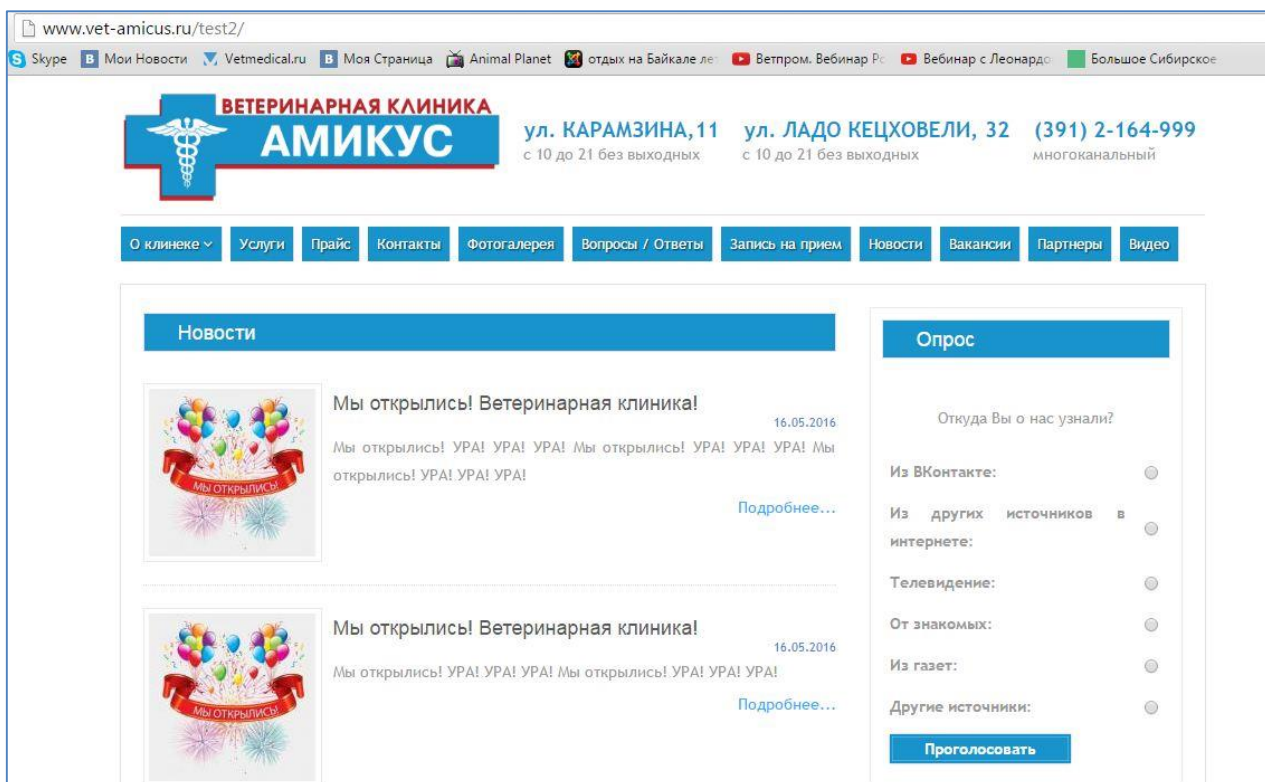 www.vet-amicus.ru/test2/
Skype
Мои Новости
Vetmedical.ru
Моя Страница
Animal Planet
отдых на Байкале ле
Ветпром. Вебинар Ро
Вебинар с Леонардо
Большое Сибирское
ВЕТЕРИНАРНАЯ КЛИНИКА
АМИКУС
ул. КАРАМЗИНА,11
с 10 до 21 без выходных
ул. ЛАДО КЕЦХОВЕЛИ, 32
с 10 до 21 без выходных
(391) 2-164-999
многоканальный
О клинеке
Услуги
Прайс
Контакты
Фотогалерея
Вопросы / Ответы
Запись на прием
Новости
Вакансии
Партнеры
Видео
Новости
МЫ ОТКРЫЛИСЬ!
Мы открылись! Ветеринарная клиника!
16.05.2016
Мы открылись! УРА! УРА! УРА! Мы открылись! УРА! УРА! УРА! Мы
открылись! УРА! УРА! УРА!
Подробнее...
МЫ ОТКРЫЛИСЬ!
Мы открылись! Ветеринарная клиника!
16.05.2016
Мы открылись! УРА! УРА! УРА! Мы открылись! УРА! УРА! УРА!
Подробнее...
Опрос
Откуда Вы о нас узнали?
Из ВКонтакте:
Из других источников в
интернете:
Телевидение:
От знакомых:
Из газет:
Другие источники:
Проголосовать